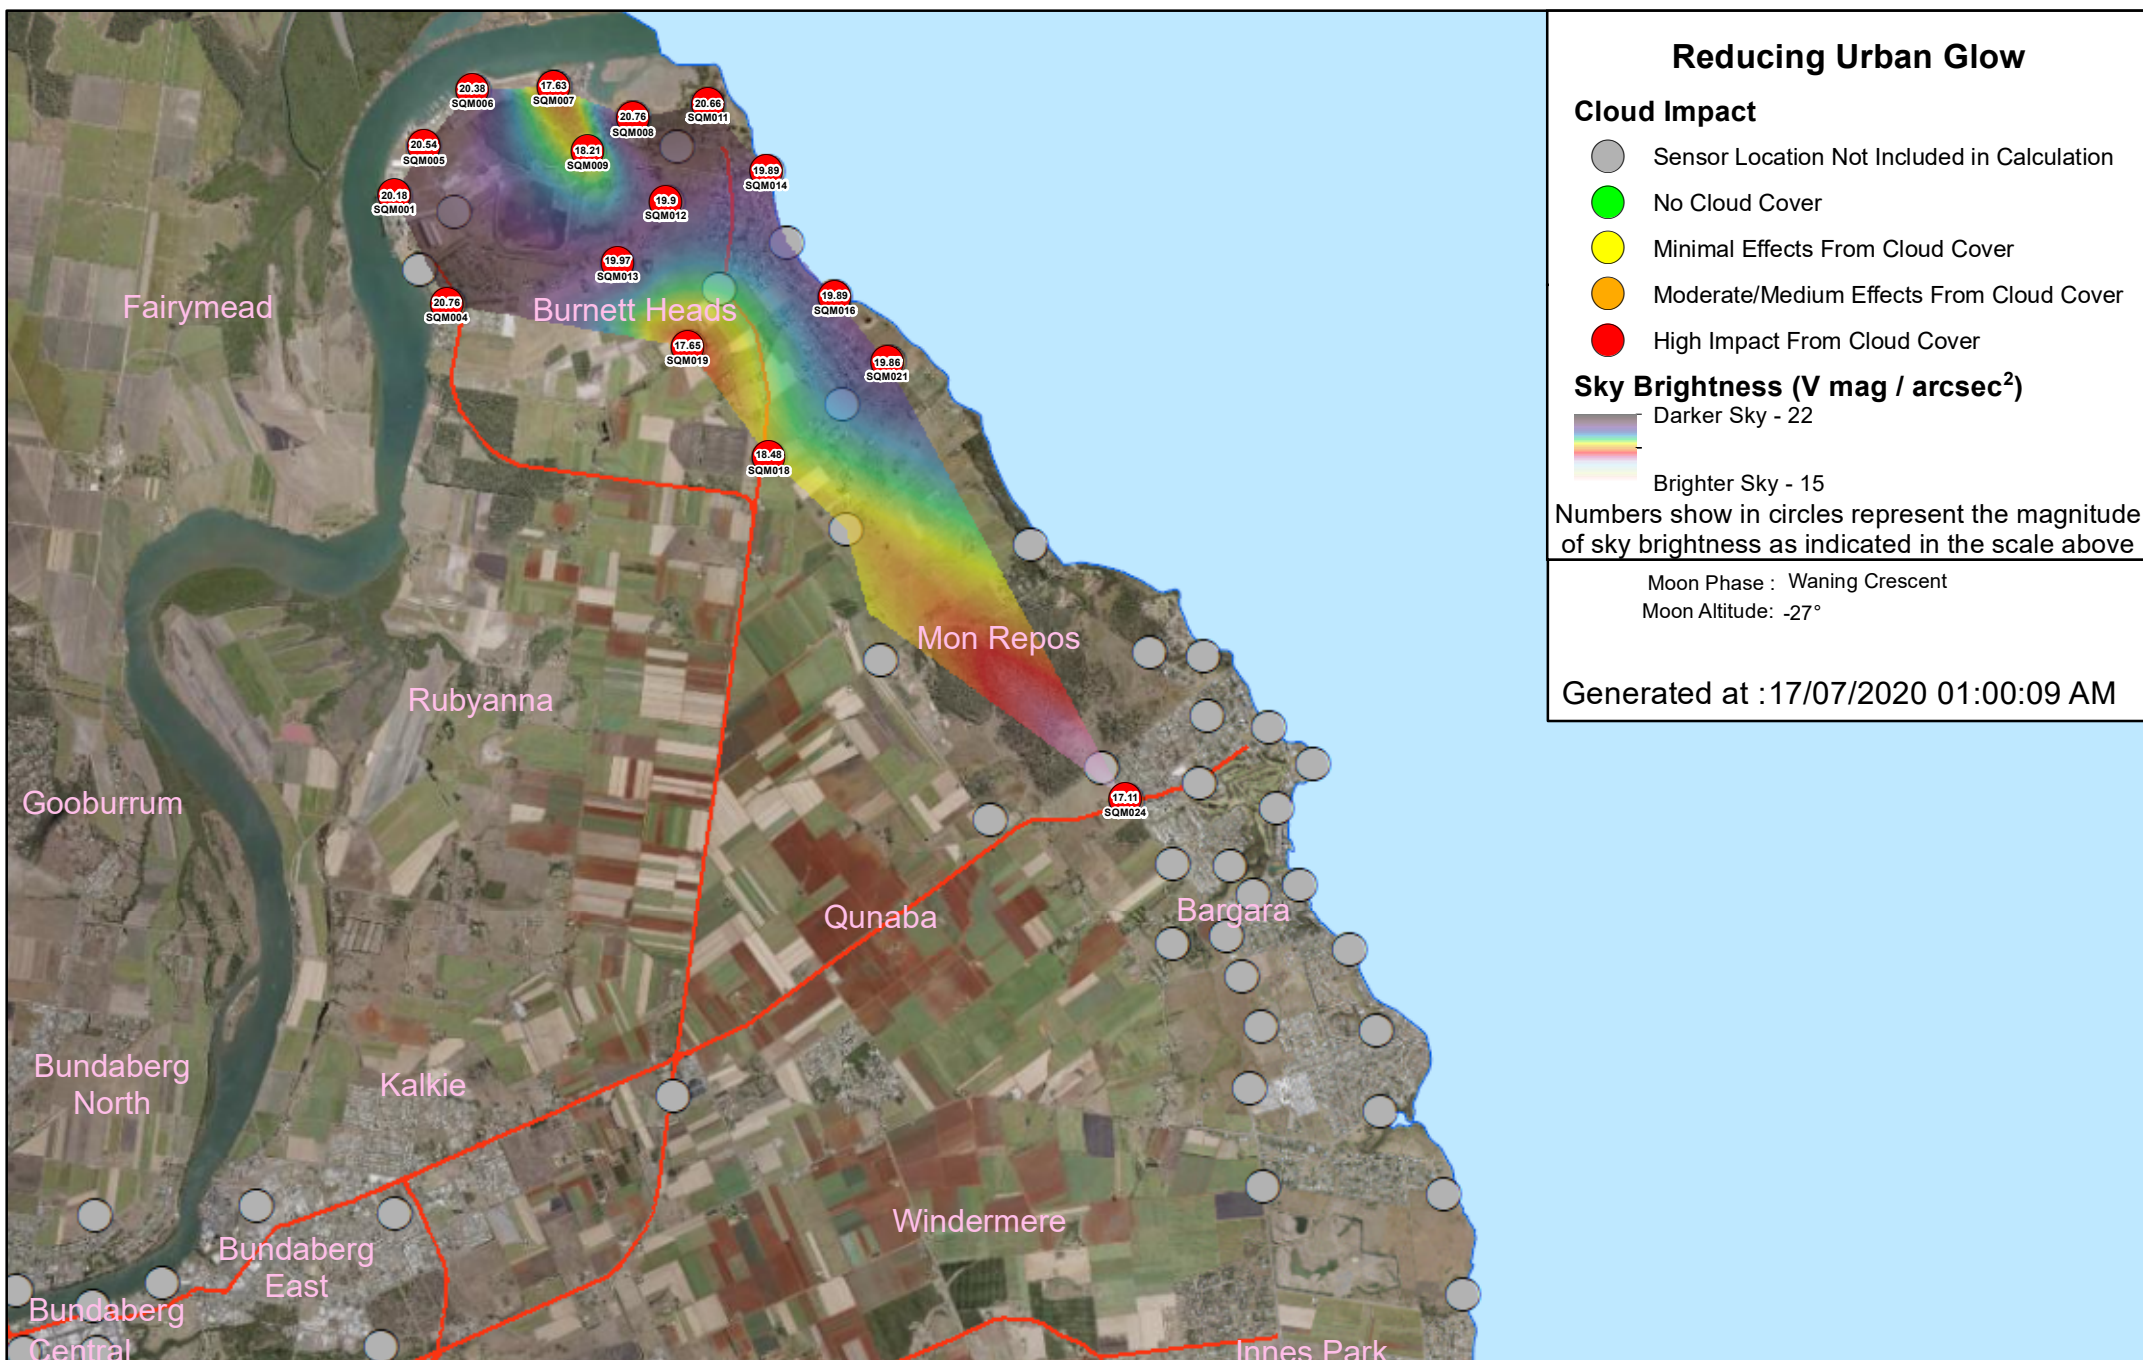 Reducing Urban Glow
Cloud Impact
Sensor Location Not Included in Calculation
No Cloud Cover
Minimal Effects From Cloud Cover
Moderate/Medium Effects From Cloud Cover
High Impact From Cloud Cover
Sky Brightness (V mag / arcsec²)
Darker Sky - 22
Brighter Sky - 15
Numbers show in circles represent the magnitude
of sky brightness as indicated in the scale above
Moon Phase : Waning Crescent
Moon Altitude: -27°
Generated at : 17/07/2020 01:00:09 AM
20.38
SQM006
17.63
SQM007
20.76
SQM008
20.66
SQM011
20.54
SQM005
18.21
SQM009
19.89
SQM014
20.18
SQM001
19.9
SQM012
19.97
SQM013
20.76
SQM004
19.89
SQM016
Fairymead
Burnett Heads
17.65
SQM019
19.86
SQM021
18.48
SQM018
Mon Repos
Rubyanna
Gooburrum
17.11
SQM024
Qunaba
Bargara
Bundaberg
North
Kalkie
Windermere
Bundaberg
East
Bundaberg
Central
Innes Park